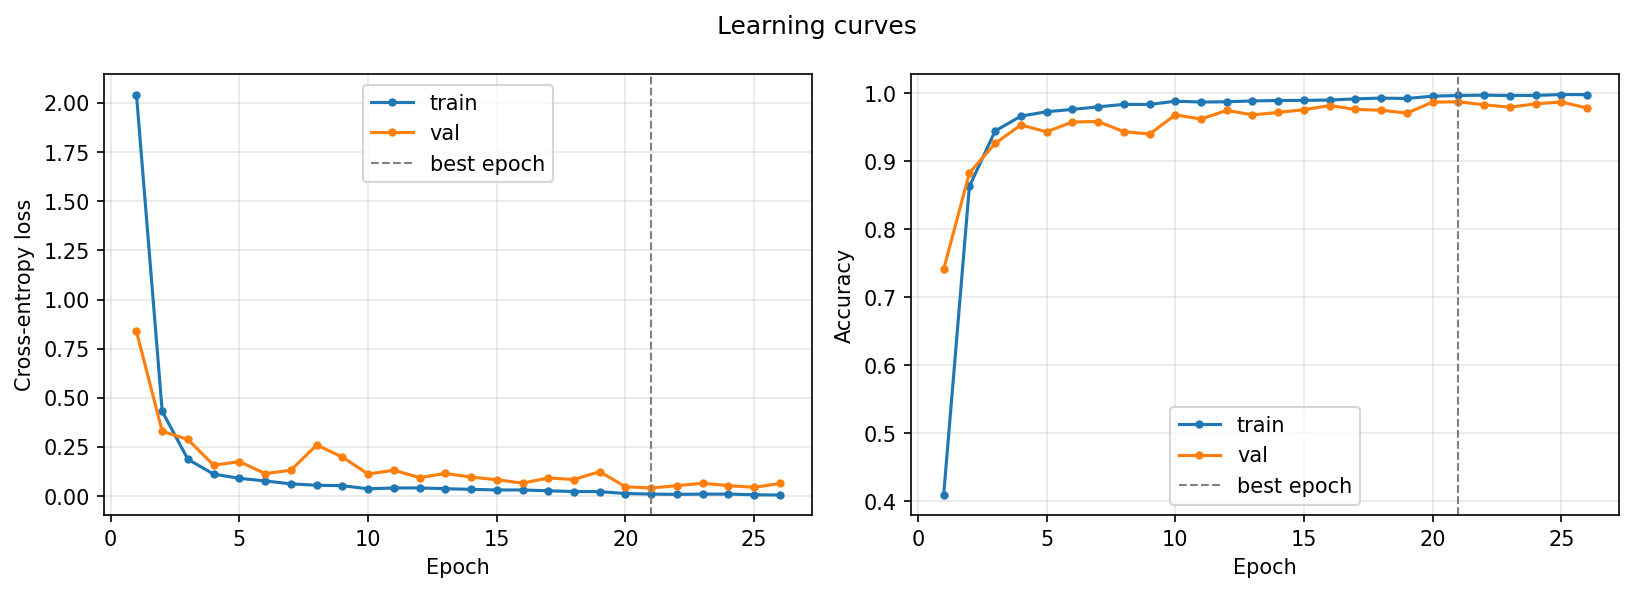 Learning curves
Cross-entropy loss
2.00
1.75
1.50
1.25
1.00
0.75
0.50
0.25
0.00
0 5 10 15 20 25
Epoch
train
val
best epoch
Accuracy
1.0
0.9
0.8
0.7
0.6
0.5
0.4
0 5 10 15 20 25
Epoch
train
val
best epoch